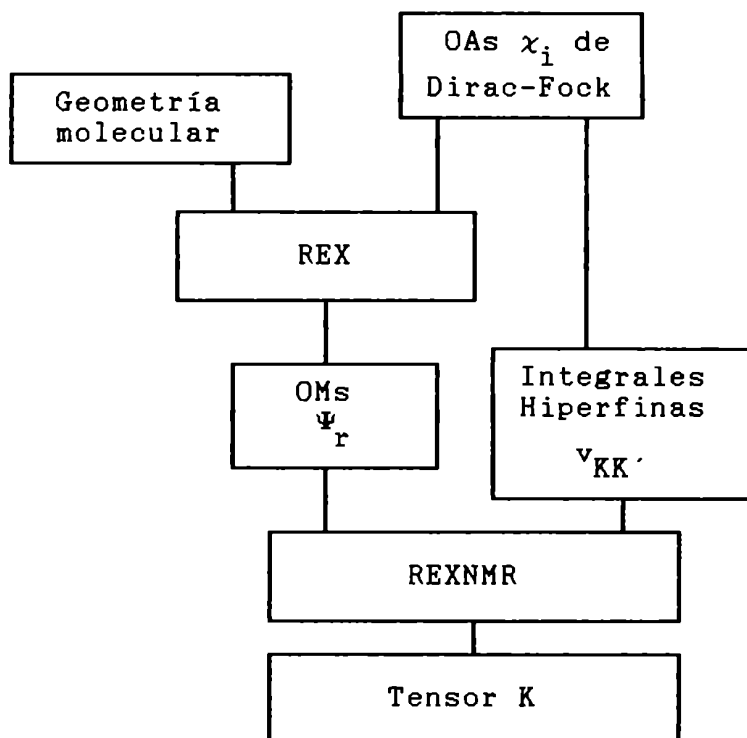 OAs χi de
Dirac-Fock
Geometría
molecular
REX
OMs
Ψr
Integrales
Hiperfinas
vKK´
REXNMR
Tensor K